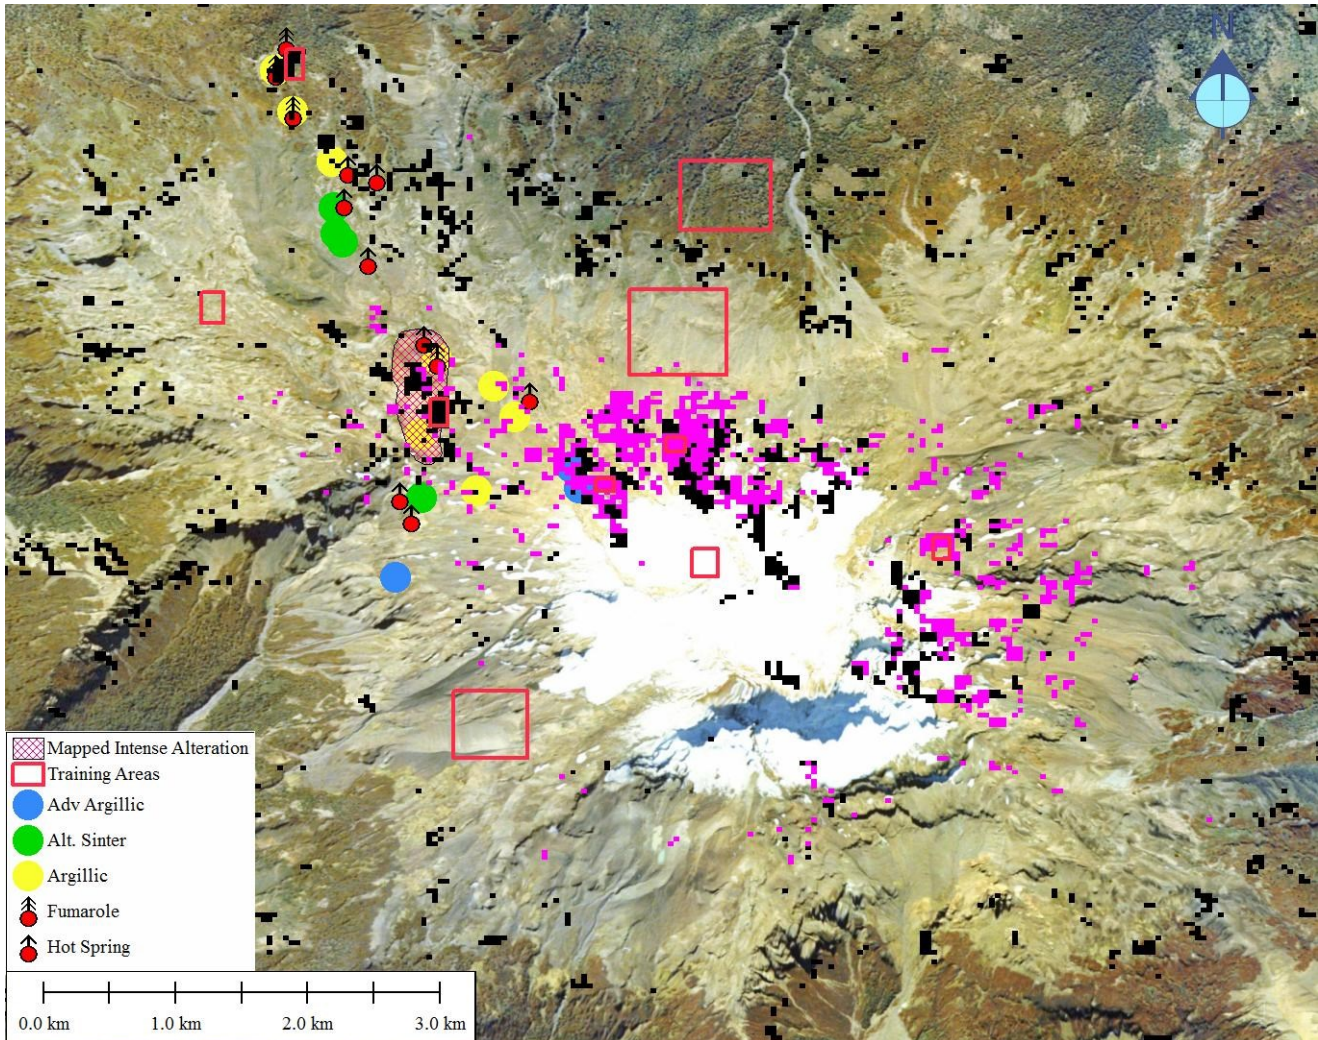 N
Mapped Intense Alteration
Training Areas
Adv Argillic
Alt. Sinter
Argillic
Fumarole
Hot Spring
0.0 km 1.0 km 2.0 km 3.0 km